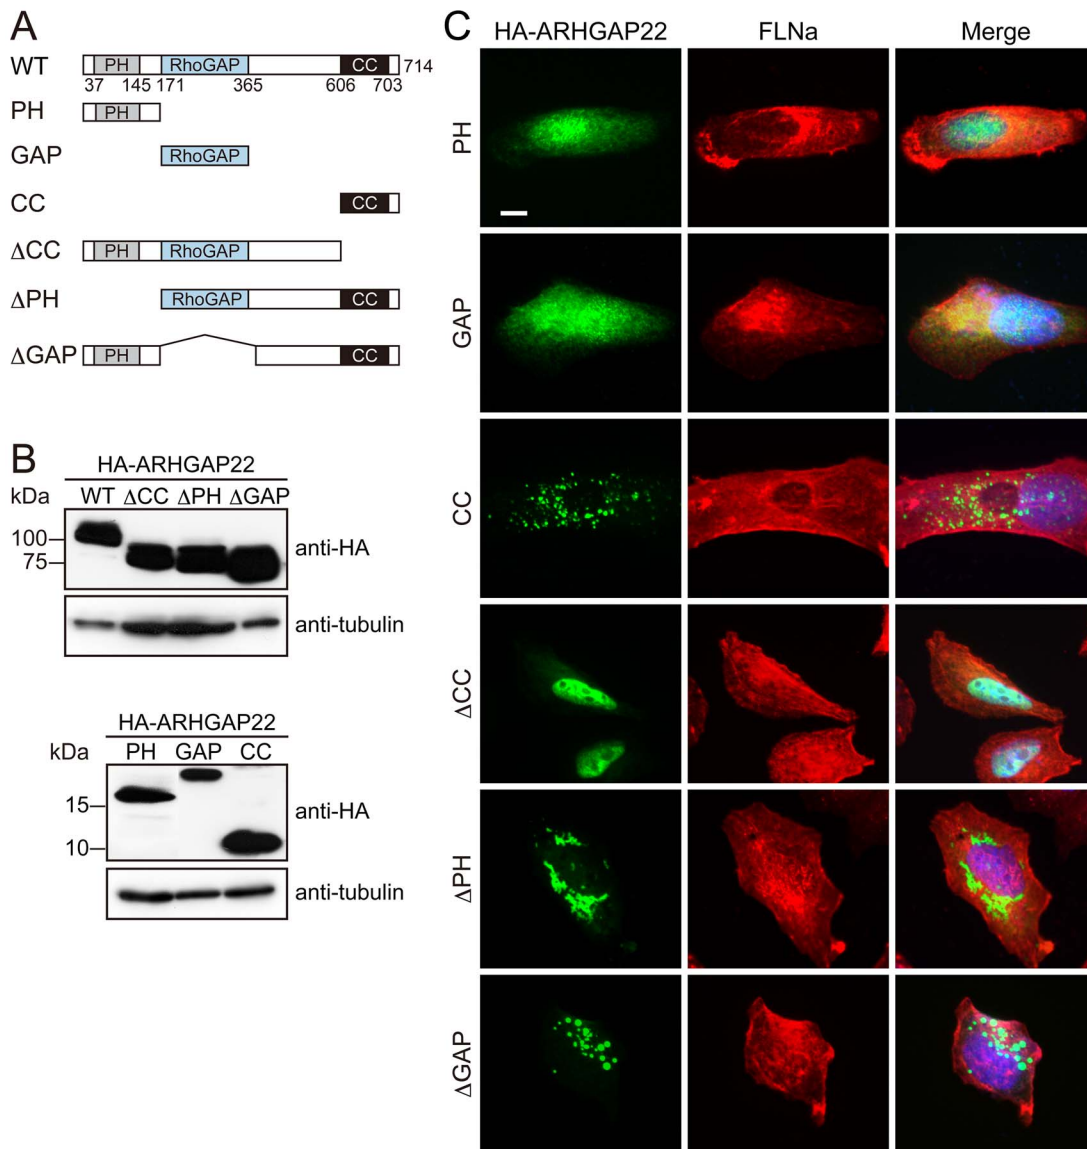 A
WT PH RhoGAP CC 714
37 145 171 365 606 703
PH PH
GAP RhoGAP
CC CC
ΔCC PH RhoGAP
ΔPH RhoGAP CC
ΔGAP PH CC
B
HA-ARHGAP22
kDa WT ΔCC ΔPH ΔGAP
100
75
anti-HA
anti-tubulin
HA-ARHGAP22
kDa PH GAP CC
15
10
anti-HA
anti-tubulin
C
HA-ARHGAP22 FLNa Merge
PH
GAP
CC
ΔCC
ΔPH
ΔGAP